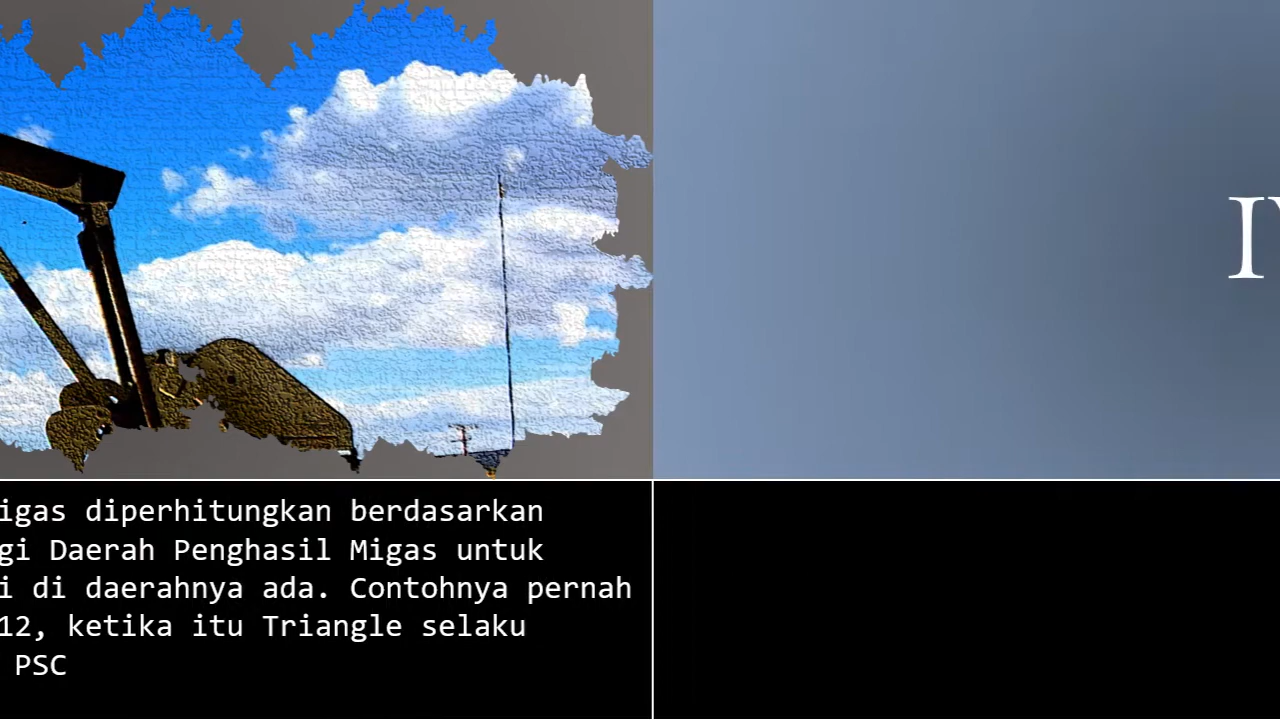 I
igas diperhitungkan berdasarkan
gi Daerah Penghasil Migas untuk
i di daerahnya ada. Contohnya pernah
12, ketika itu Triangle selaku
PSC